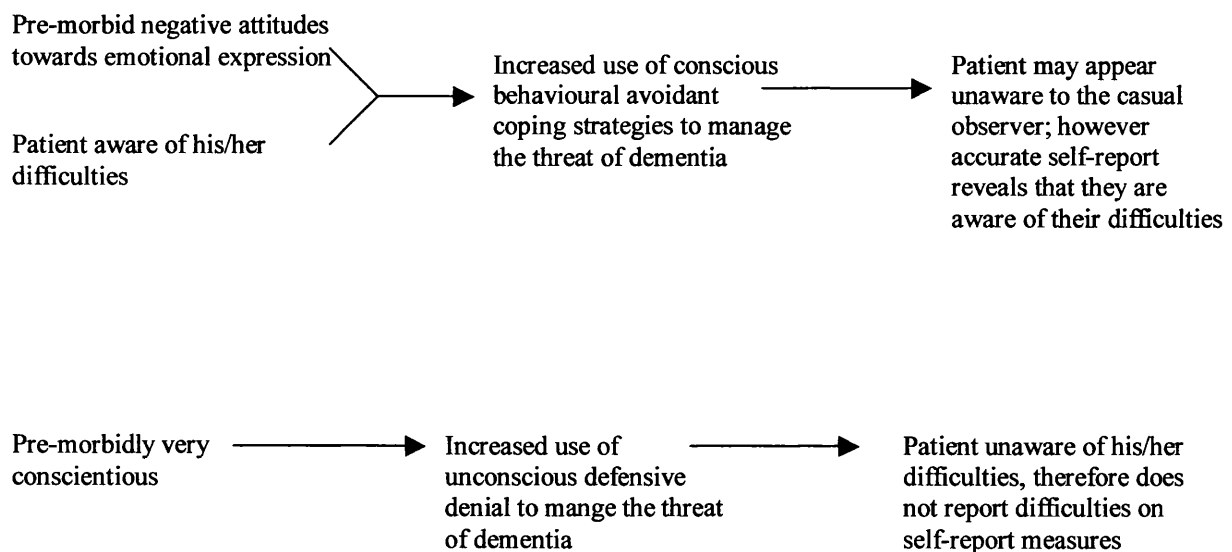 Pre-morbid negative attitudes
towards emotional expression
Patient aware of his/her
difficulties
Increased use of conscious
behavioural avoidant
coping strategies to manage
the threat of dementia
Patient may appear
unaware to the casual
observer; however
accurate self-report
reveals that they are
aware of their difficulties
Pre-morbidly very
conscientious
Increased use of
unconscious defensive
denial to mange the threat
of dementia
Patient unaware of his/her
difficulties, therefore does
not report difficulties on
self-report measures